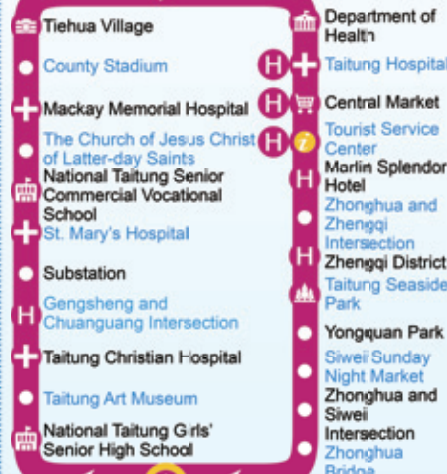 Tiehua Village
County Stadium
Mackay Memorial Hospital
The Church of Jesus Christ
of Latter-day Saints
National Taitung Senior
Commercial Vocational
School
St. Mary's Hospital
Substation
Gengsheng and
Chuanguang Intersection
Taitung Christian Hospital
Taitung Art Museum
National Taitung Girls'
Senior High School
H
Department of
Health
H
Taitung Hospital
H
Central Market
H
i
Tourist Service
Center
H
Marlin Splendor
Hotel
Zhonghua and
Zhengqi
Intersection
H
Zhengqi District
Taitung Seaside
Park
Yongquan Park
Siwei Sunday
Night Market
Zhonghua and
Siwei
Intersection
Zhonghua
Bridge